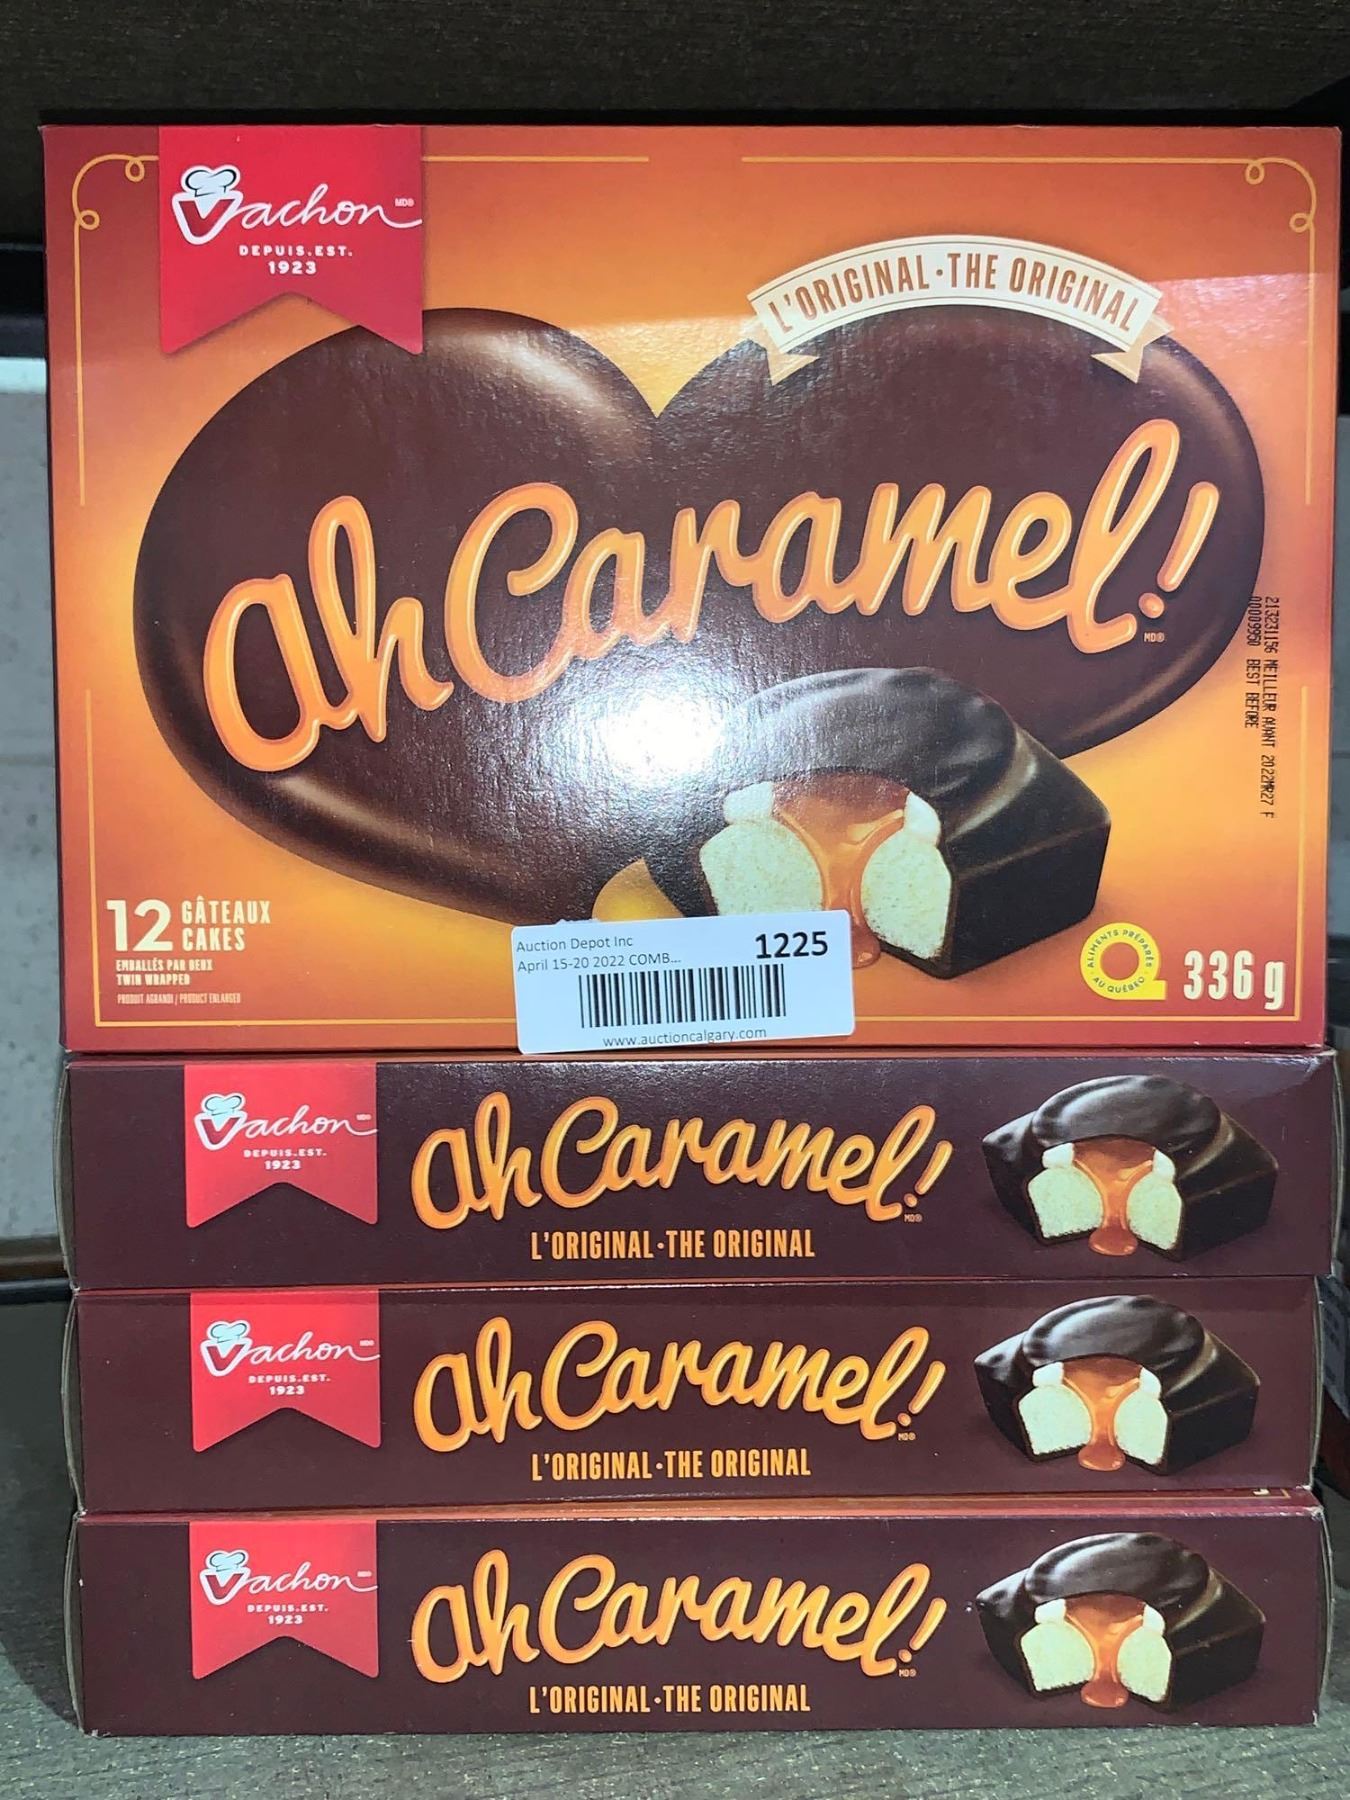 Vachon MD®
DEPUIS.EST.
1923
L'ORIGINAL·THE ORIGINAL
Ah Caramel!
MD®
213231156 MEILLEUR AVANT 2022MR27 F
00009960 BEST BEFORE
12 GÂTEAUX
CAKES
EMBALLÉS PAR DEUX
TWIN WRAPPED
PRODUIT AGRANDI / PRODUCT ENLARGED
ALIMENTS PRÉPARÉS
AU QUÉBEC
336 g
Auction Depot Inc
April 15-20 2022 COMB...
1225
www.auctioncalgary.com
Vachon MD®
DEPUIS.EST.
1923
Ah Caramel!
MD®
L'ORIGINAL·THE ORIGINAL
Vachon MD®
DEPUIS.EST.
1923
Ah Caramel!
MD®
L'ORIGINAL·THE ORIGINAL
Vachon MD®
DEPUIS.EST.
1923
Ah Caramel!
MD®
L'ORIGINAL·THE ORIGINAL